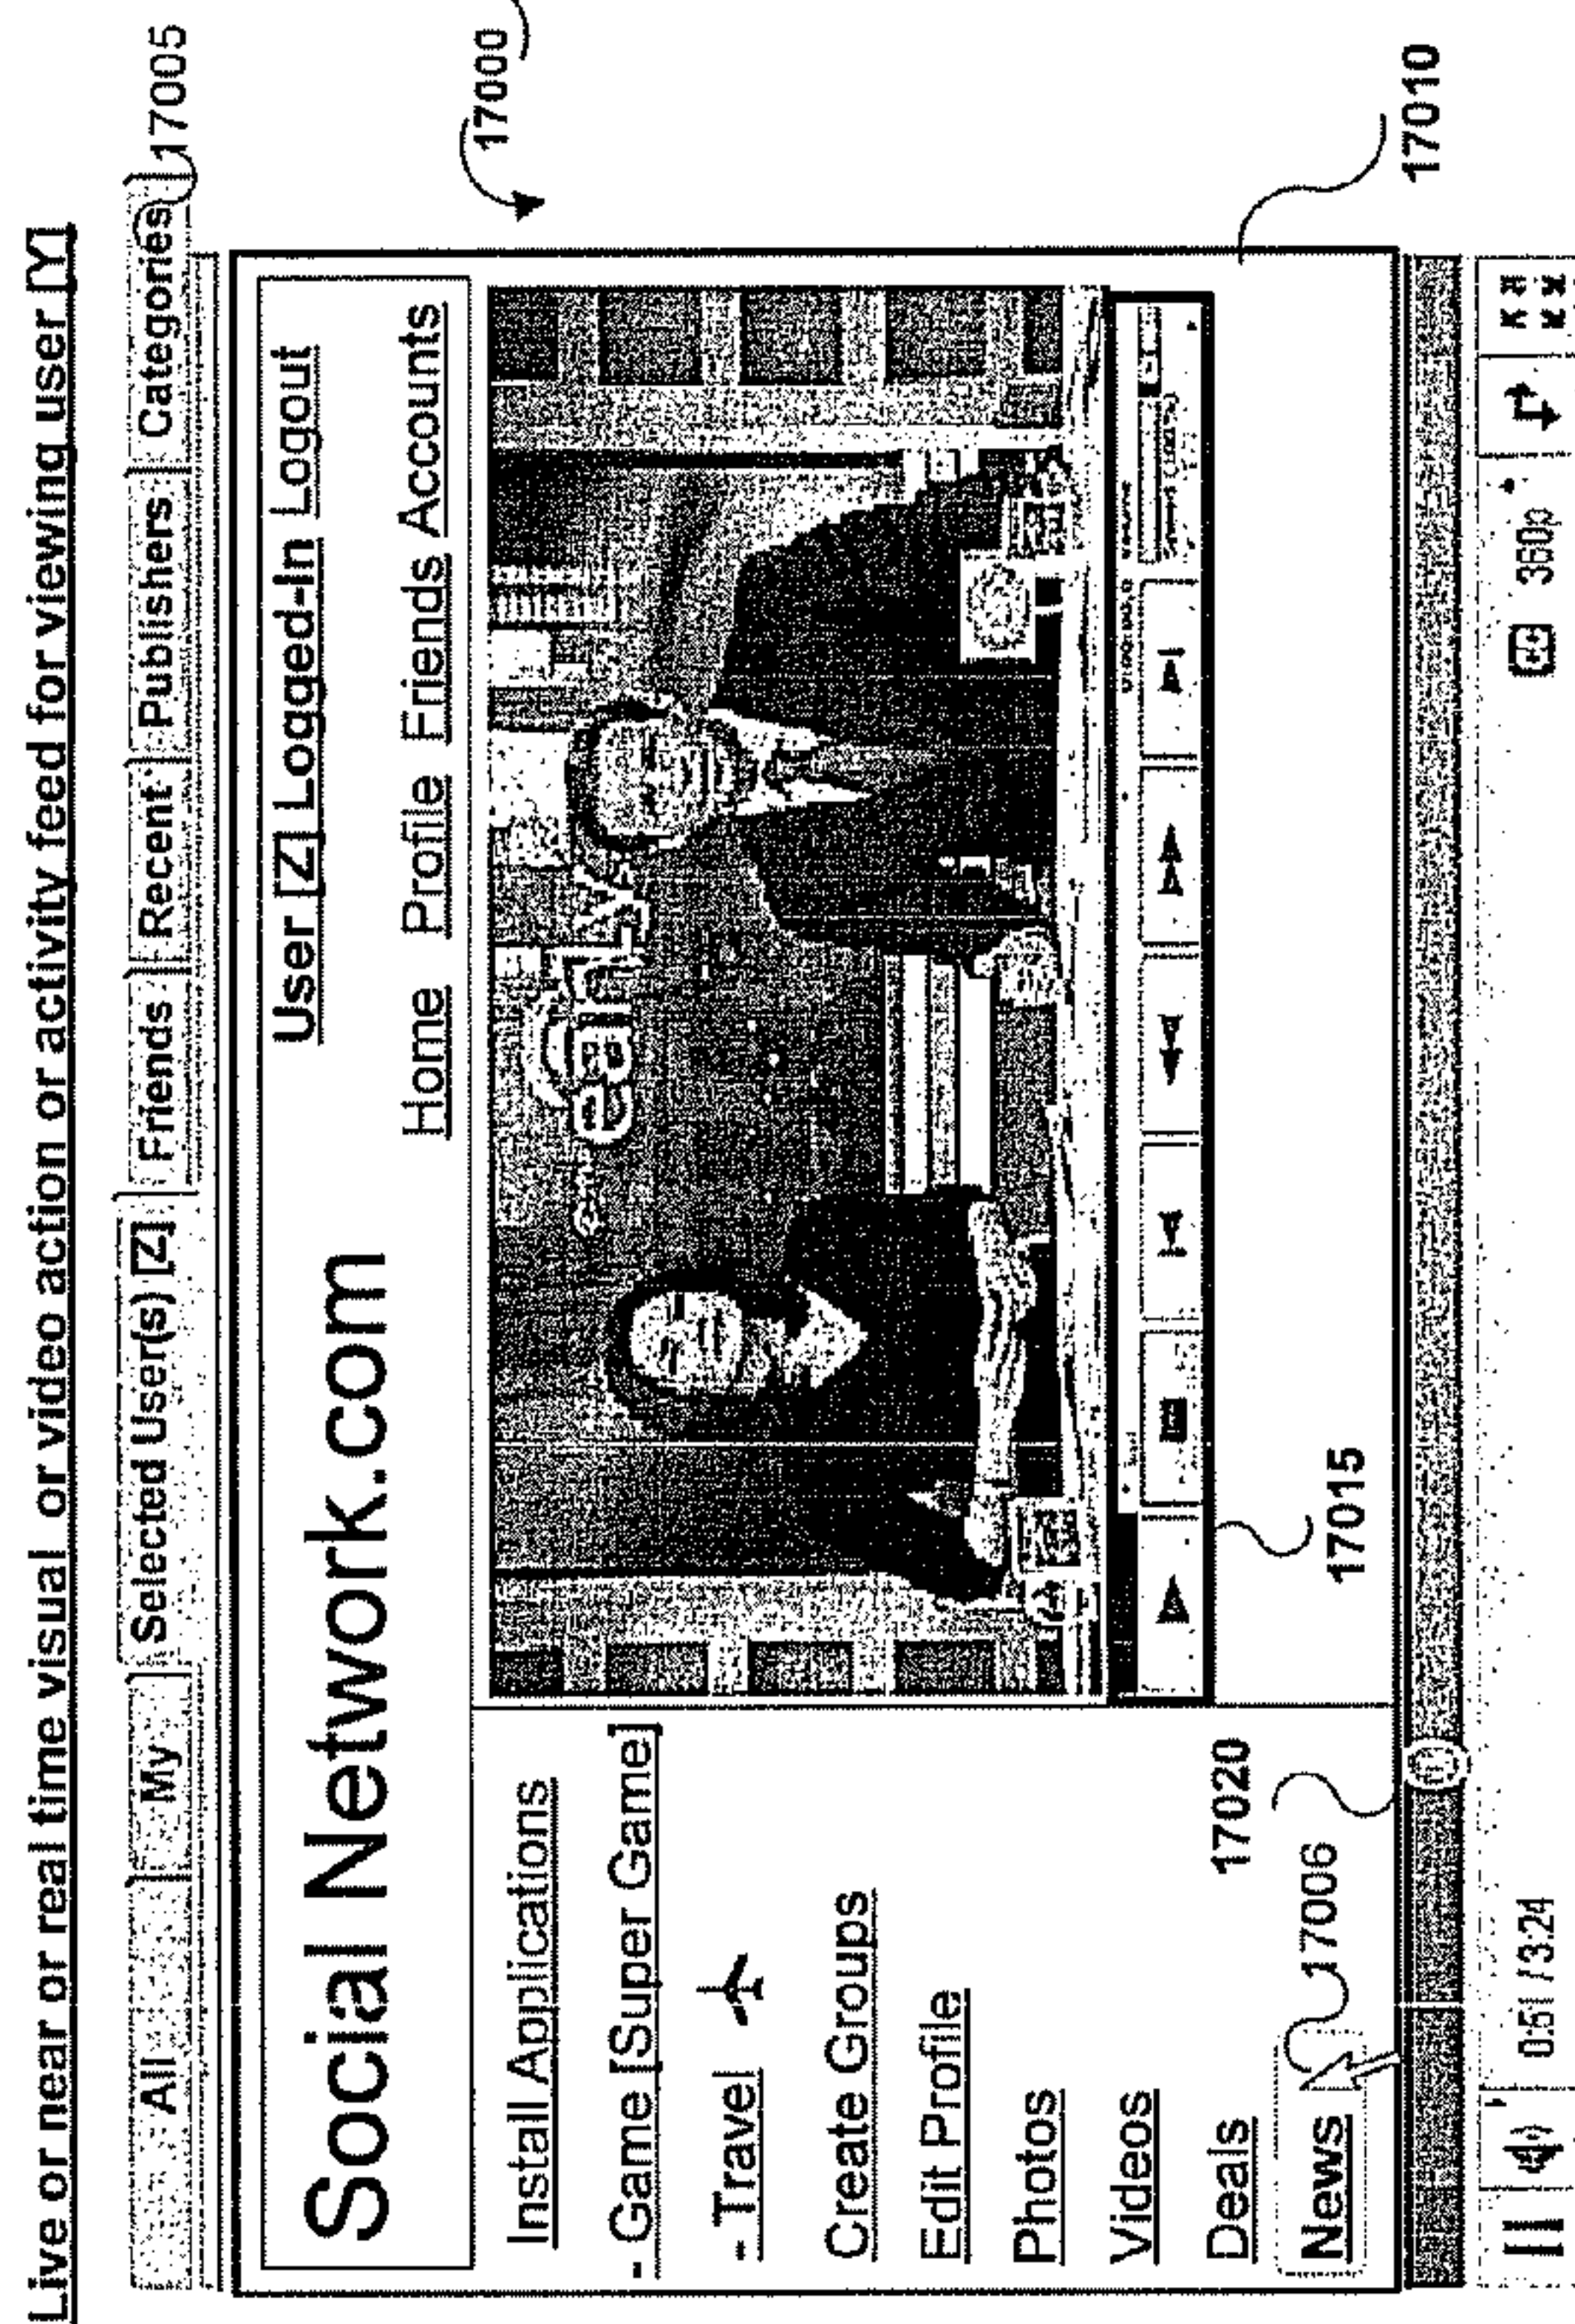 Live or near or real time visual or video action or activity feed for viewing user [Y]
All My Selected User(s) [Z] Friends Recent Publishers Categories 17005
Social Network.com
User [Z] Logged-In Logout
Home Profile Friends Accounts
17000
Install Applications
- Game [Super Game]
- Travel
Create Groups
Edit Profile
Photos
Videos
Deals
News
early
17020
17006
17015
17010
0:51 / 3:24
360p